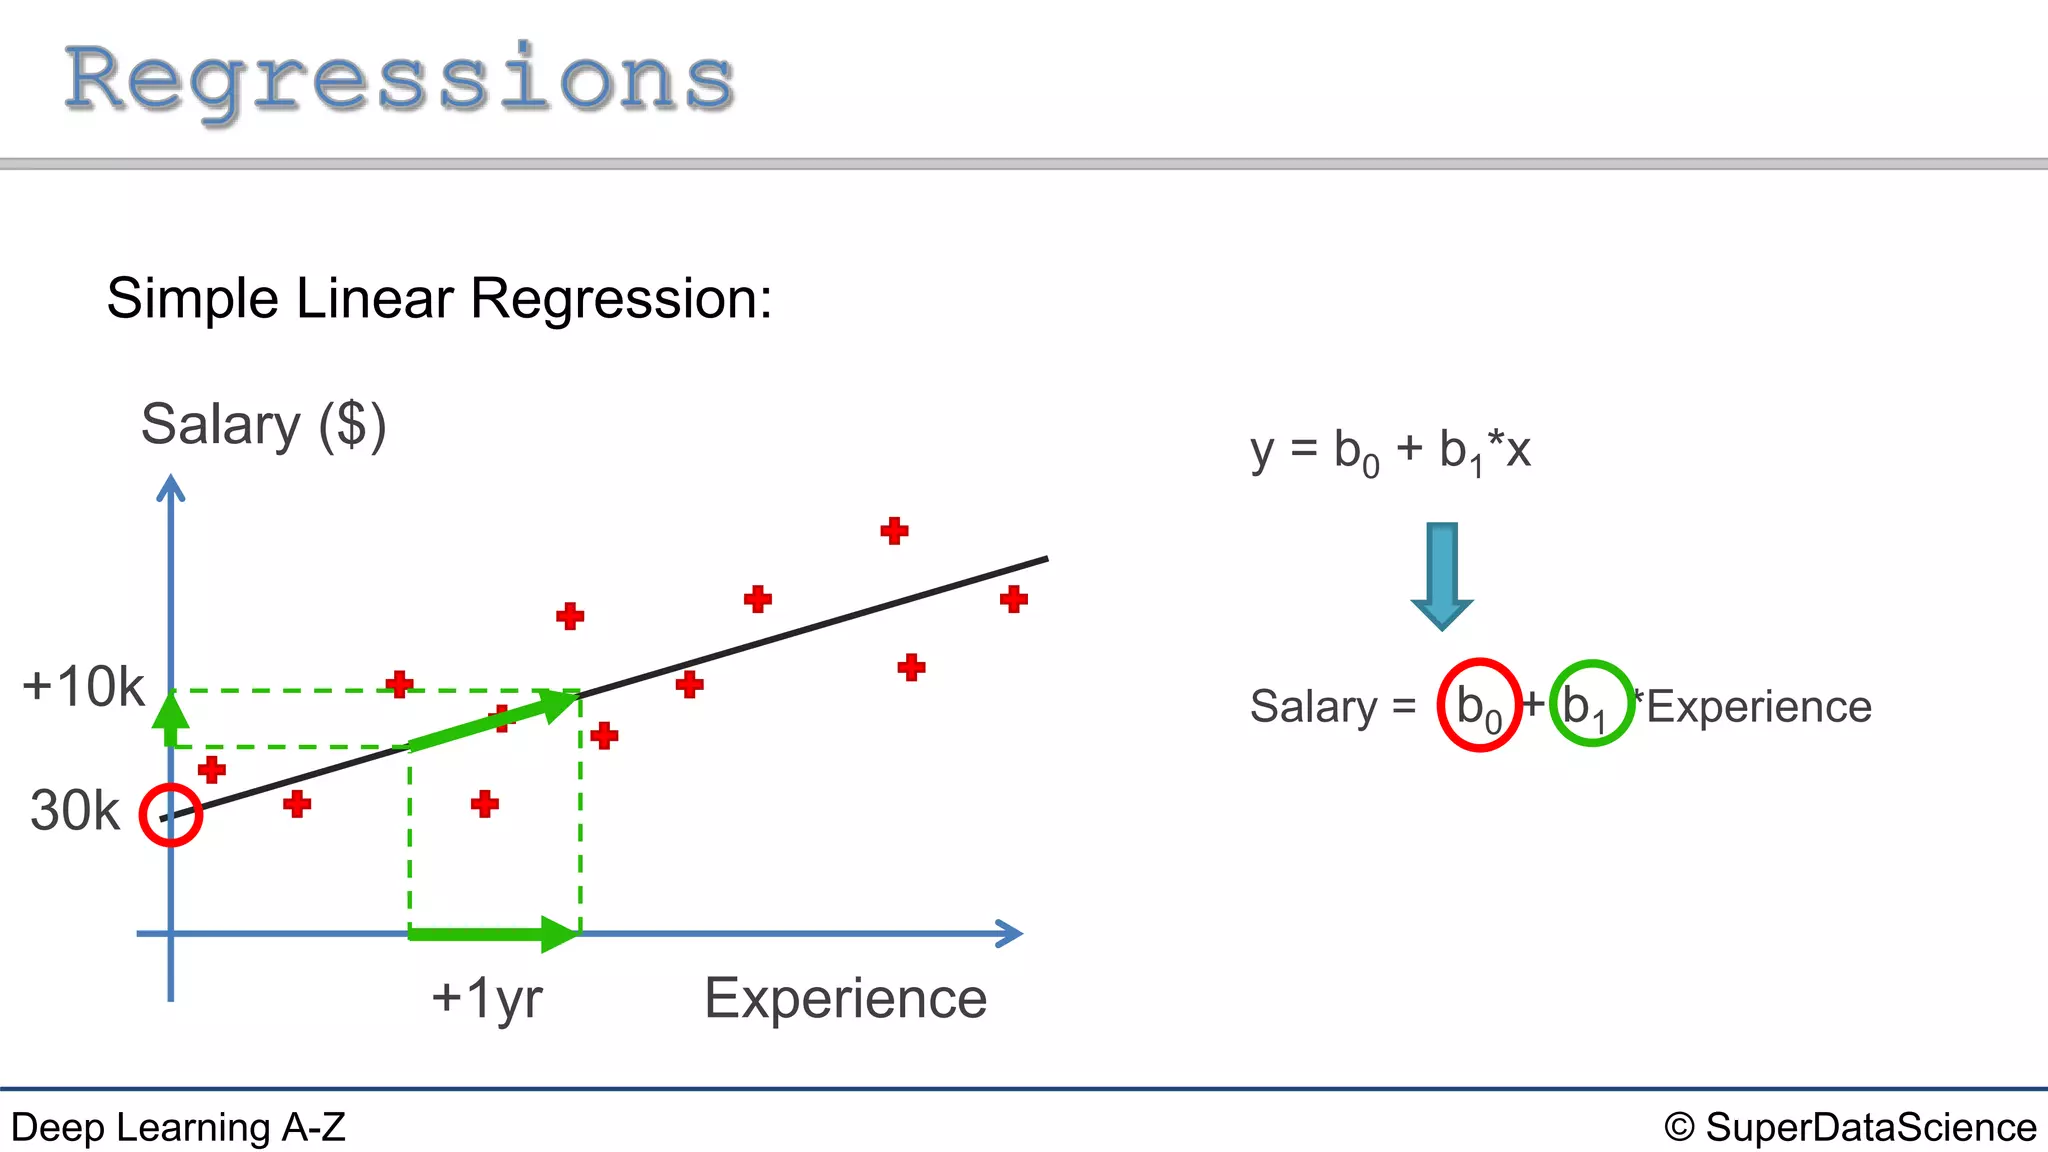 Regressions
Simple Linear Regression:
Salary ($)
y = b₀ + b₁*x
+10k
Salary = b₀ + b₁ *Experience
30k
+1yr
Experience
Deep Learning A-Z
© SuperDataScience